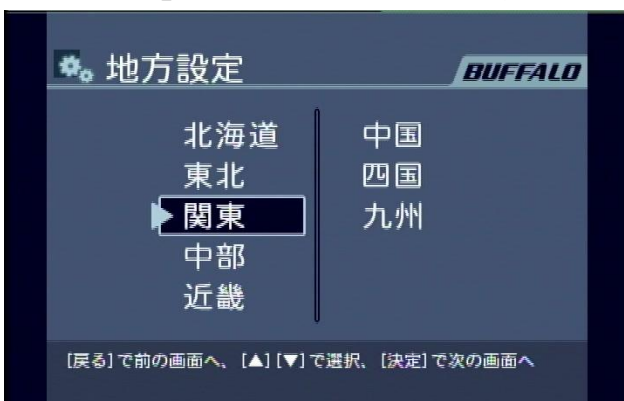 地方設定
BUFFALO
北海道
東北
関東
中部
近畿
中国
四国
九州
[戻る]で前の画面へ、[▲][▼]で選択、[決定]で次の画面へ